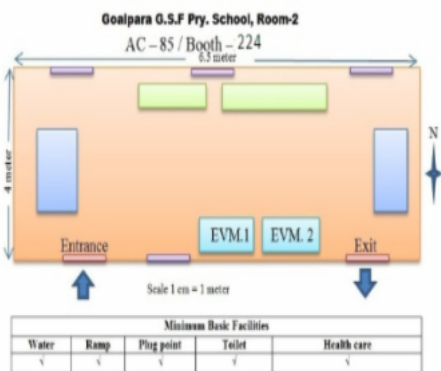 Goalpara G.S.F Pry. School, Room-2
AC – 85 / Booth – 224
6.5 meter
4 meter
N
EVM.1 EVM. 2
Entrance Exit
Scale 1 cm = 1 meter
Minimum Basic Facilities
Water Ramp Plug point Toilet Health care
√ √ √ √ √